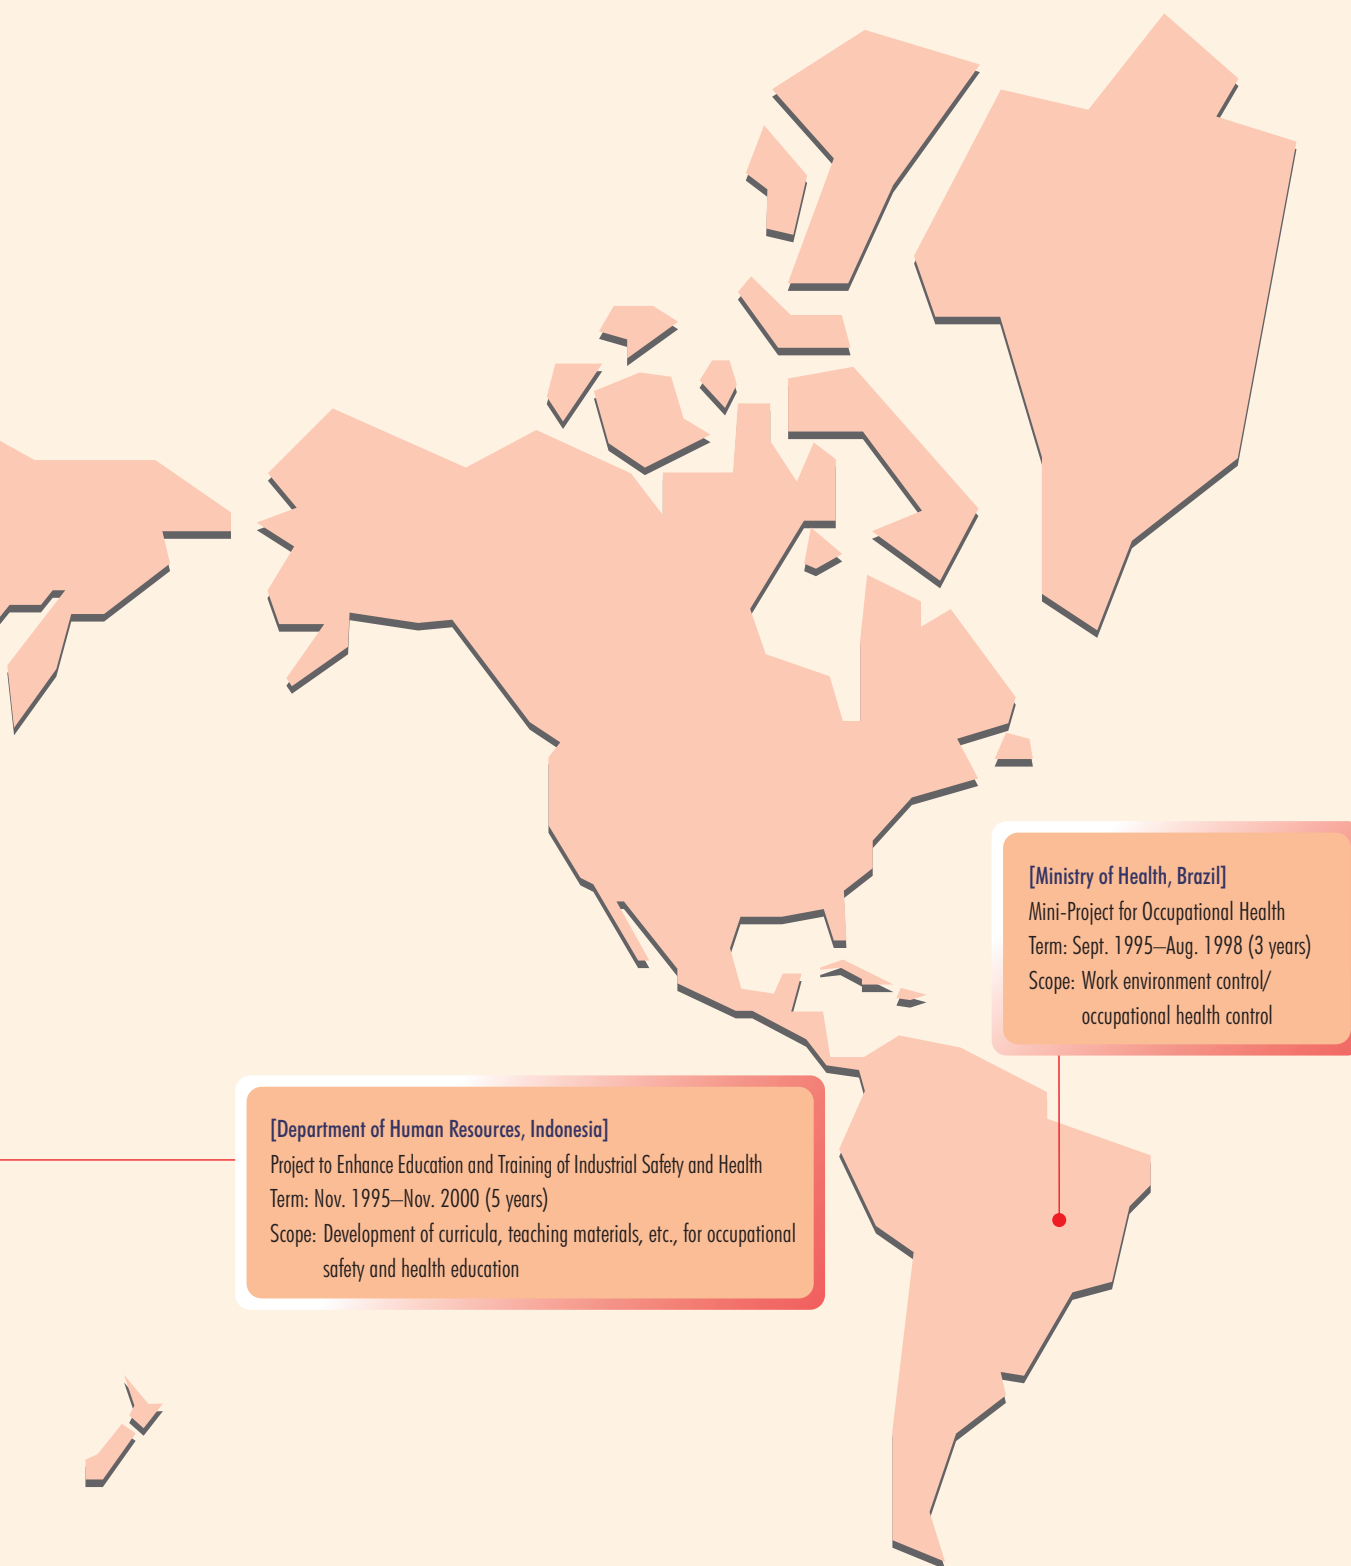 [Ministry of Health, Brazil]
Mini-Project for Occupational Health
Term: Sept. 1995–Aug. 1998 (3 years)
Scope: Work environment control/
occupational health control
[Department of Human Resources, Indonesia]
Project to Enhance Education and Training of Industrial Safety and Health
Term: Nov. 1995–Nov. 2000 (5 years)
Scope: Development of curricula, teaching materials, etc., for occupational
safety and health education